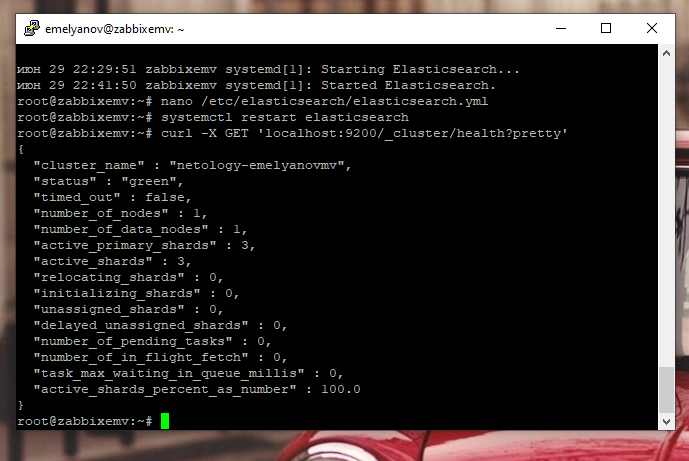 emelyanov@zabbixemv: ~
июн 29 22:29:51 zabbixemv systemd[1]: Starting Elasticsearch...
июн 29 22:41:50 zabbixemv systemd[1]: Started Elasticsearch.
root@zabbixemv:~# nano /etc/elasticsearch/elasticsearch.yml
root@zabbixemv:~# systemctl restart elasticsearch
root@zabbixemv:~# curl -X GET 'localhost:9200/_cluster/health?pretty'
{
  "cluster_name" : "netology-emelyanovmv",
  "status" : "green",
  "timed_out" : false,
  "number_of_nodes" : 1,
  "number_of_data_nodes" : 1,
  "active_primary_shards" : 3,
  "active_shards" : 3,
  "relocating_shards" : 0,
  "initializing_shards" : 0,
  "unassigned_shards" : 0,
  "delayed_unassigned_shards" : 0,
  "number_of_pending_tasks" : 0,
  "number_of_in_flight_fetch" : 0,
  "task_max_waiting_in_queue_millis" : 0,
  "active_shards_percent_as_number" : 100.0
}
root@zabbixemv:~#